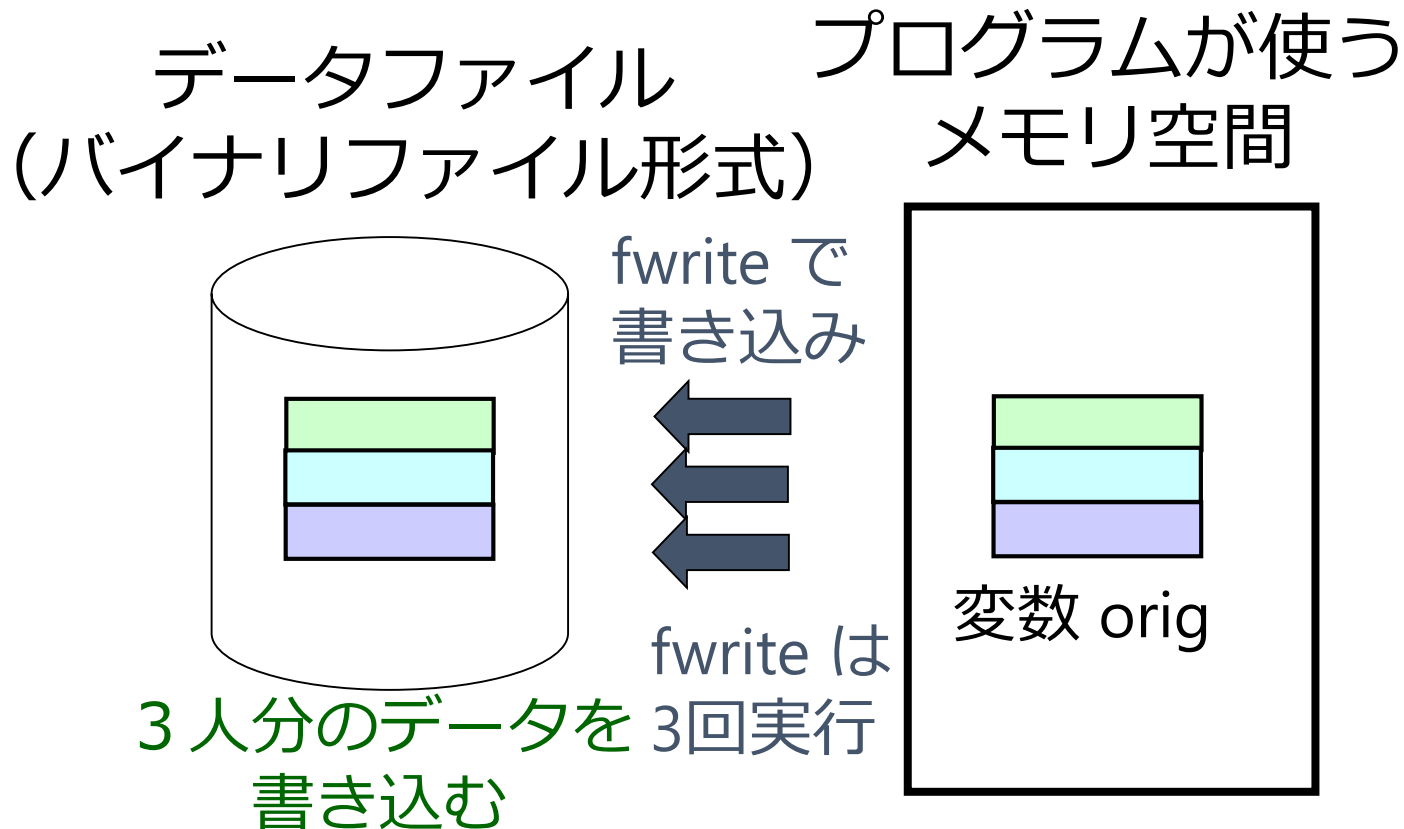 データファイル
（バイナリファイル形式）
プログラムが使う
メモリ空間
fwrite で
書き込み
変数 orig
fwrite は
3回実行
３人分のデータを
書き込む